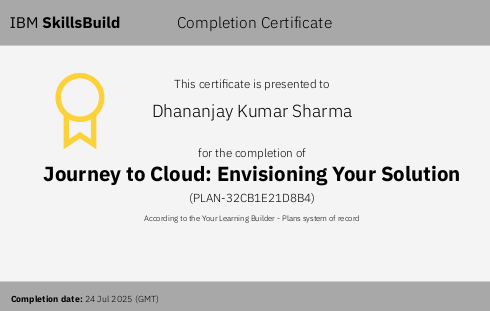 IBM SkillsBuild
Completion Certificate
This certificate is presented to
Dhananjay Kumar Sharma
for the completion of
Journey to Cloud: Envisioning Your Solution
(PLAN-32CB1E21D8B4)
According to the Your Learning Builder - Plans system of record
Completion date: 24 Jul 2025 (GMT)